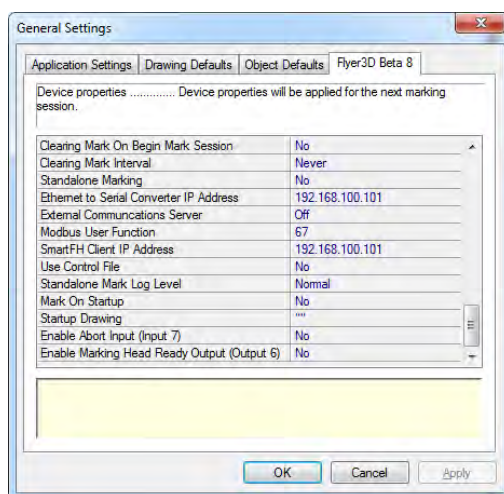 General Settings
Application Settings Drawing Defaults Object Defaults Flyer3D Beta 8
Device properties .............. Device properties will be applied for the next marking
session.
Clearing Mark On Begin Mark Session No
Clearing Mark Interval Never
Standalone Marking No
Ethernet to Serial Converter IP Address 192.168.100.101
External Communcations Server Off
Modbus User Function 67
SmartFH Client IP Address 192.168.100.101
Use Control File No
Standalone Mark Log Level Normal
Mark On Startup No
Startup Drawing ""
Enable Abort Input (Input 7) No
Enable Marking Head Ready Output (Output 6) No
OK Cancel Apply